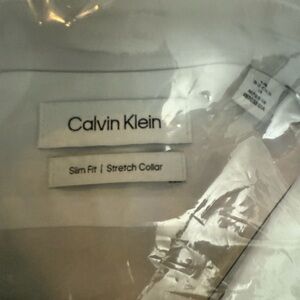 Calvin Klein
Slim Fit | Stretch Collar